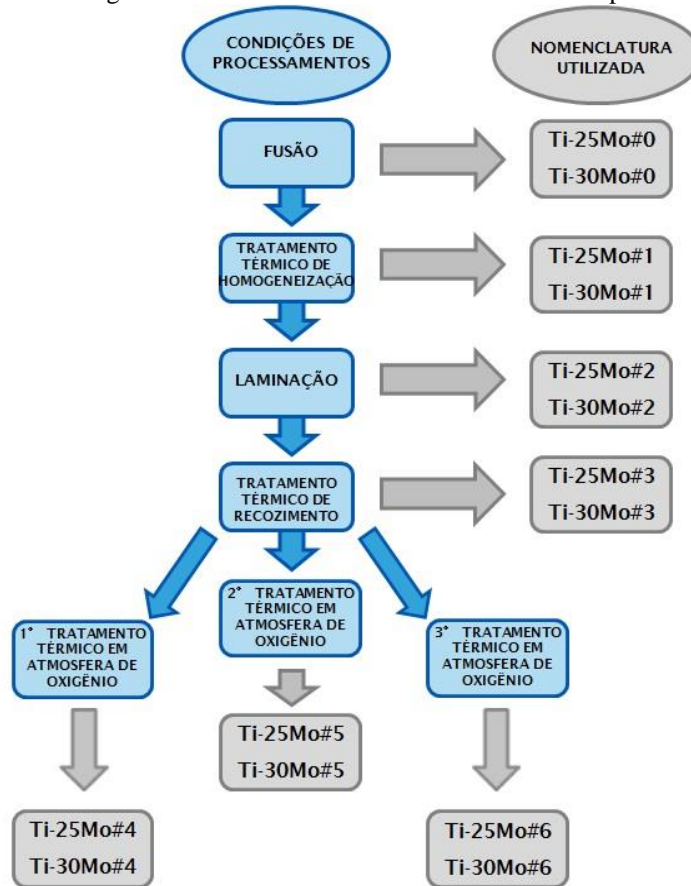 CONDIÇÕES DE
PROCESSAMENTOS
NOMENCLATURA
UTILIZADA
FUSÃO
Ti-25Mo#0
Ti-30Mo#0
TRATAMENTO
TÉRMICO DE
HOMOGENEIZAÇÃO
Ti-25Mo#1
Ti-30Mo#1
LAMINAÇÃO
Ti-25Mo#2
Ti-30Mo#2
TRATAMENTO
TÉRMICO DE
RECOZIMENTO
Ti-25Mo#3
Ti-30Mo#3
1° TRATAMENTO
TÉRMICO EM
ATMOSFERA DE
OXIGÊNIO
2° TRATAMENTO
TÉRMICO EM
ATMOSFERA DE
OXIGÊNIO
3° TRATAMENTO
TÉRMICO EM
ATMOSFERA DE
OXIGÊNIO
Ti-25Mo#5
Ti-30Mo#5
Ti-25Mo#4
Ti-30Mo#4
Ti-25Mo#6
Ti-30Mo#6